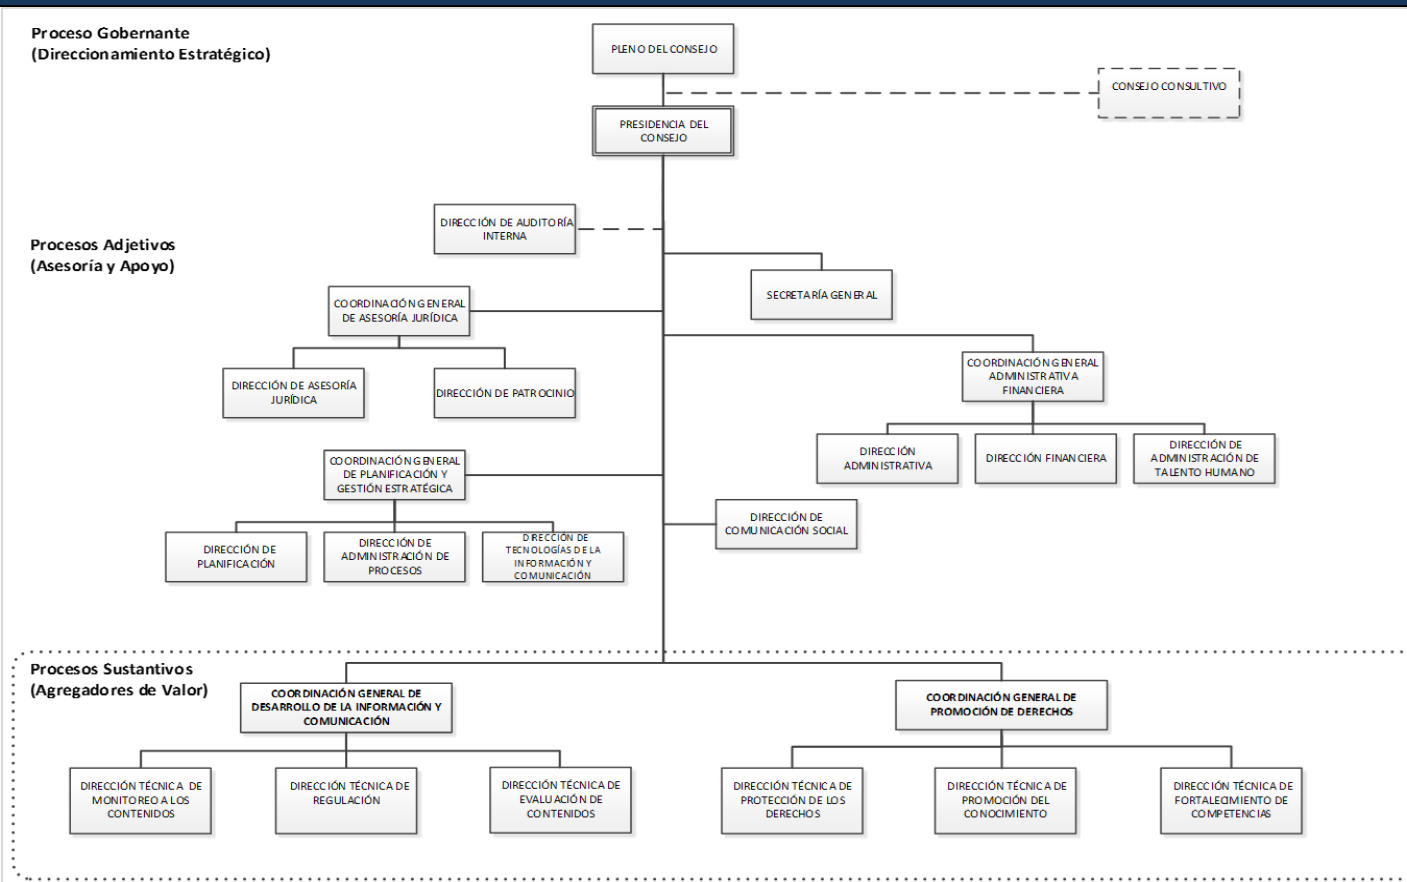 Proceso Gobernante
(Direccionamiento Estratégico)
PLENO DEL CONSEJO
CONSEJO CONSULTIVO
PRESIDENCIA DEL
CONSEJO
DIRECCIÓN DE AUDITORÍA
INTERNA
Procesos Adjetivos
(Asesoría y Apoyo)
SECRETARÍA GENERAL
COORDINACIÓN GENERAL
DE ASESORÍA JURÍDICA
COORDINACIÓN GENERAL
ADMINISTRATIVA
FINANCIERA
DIRECCIÓN DE ASESORÍA
JURÍDICA
DIRECCIÓN DE PATROCINIO
DIRECCIÓN
ADMINISTRATIVA
DIRECCIÓN FINANCIERA
DIRECCIÓN DE
ADMINISTRACIÓN DE
TALENTO HUMANO
COORDINACIÓN GENERAL
DE PLANIFICACIÓN Y
GESTIÓN ESTRATÉGICA
DIRECCIÓN DE
COMUNICACIÓN SOCIAL
DIRECCIÓN DE
PLANIFICACIÓN
DIRECCIÓN DE
ADMINISTRACIÓN DE
PROCESOS
DIRECCIÓN DE
TECNOLOGÍAS DE LA
INFORMACIÓN Y
COMUNICACIÓN
Procesos Sustantivos
(Agregadores de Valor)
COORDINACIÓN GENERAL DE
DESARROLLO DE LA INFORMACIÓN Y
COMUNICACIÓN
COORDINACIÓN GENERAL DE
PROMOCIÓN DE DERECHOS
DIRECCIÓN TÉCNICA DE
MONITOREO A LOS
CONTENIDOS
DIRECCIÓN TÉCNICA DE
REGULACIÓN
DIRECCIÓN TÉCNICA DE
EVALUACIÓN DE
CONTENIDOS
DIRECCIÓN TÉCNICA DE
PROTECCIÓN DE LOS
DERECHOS
DIRECCIÓN TÉCNICA DE
PROMOCIÓN DEL
CONOCIMIENTO
DIRECCIÓN TÉCNICA DE
FORTALECIMIENTO DE
COMPETENCIAS